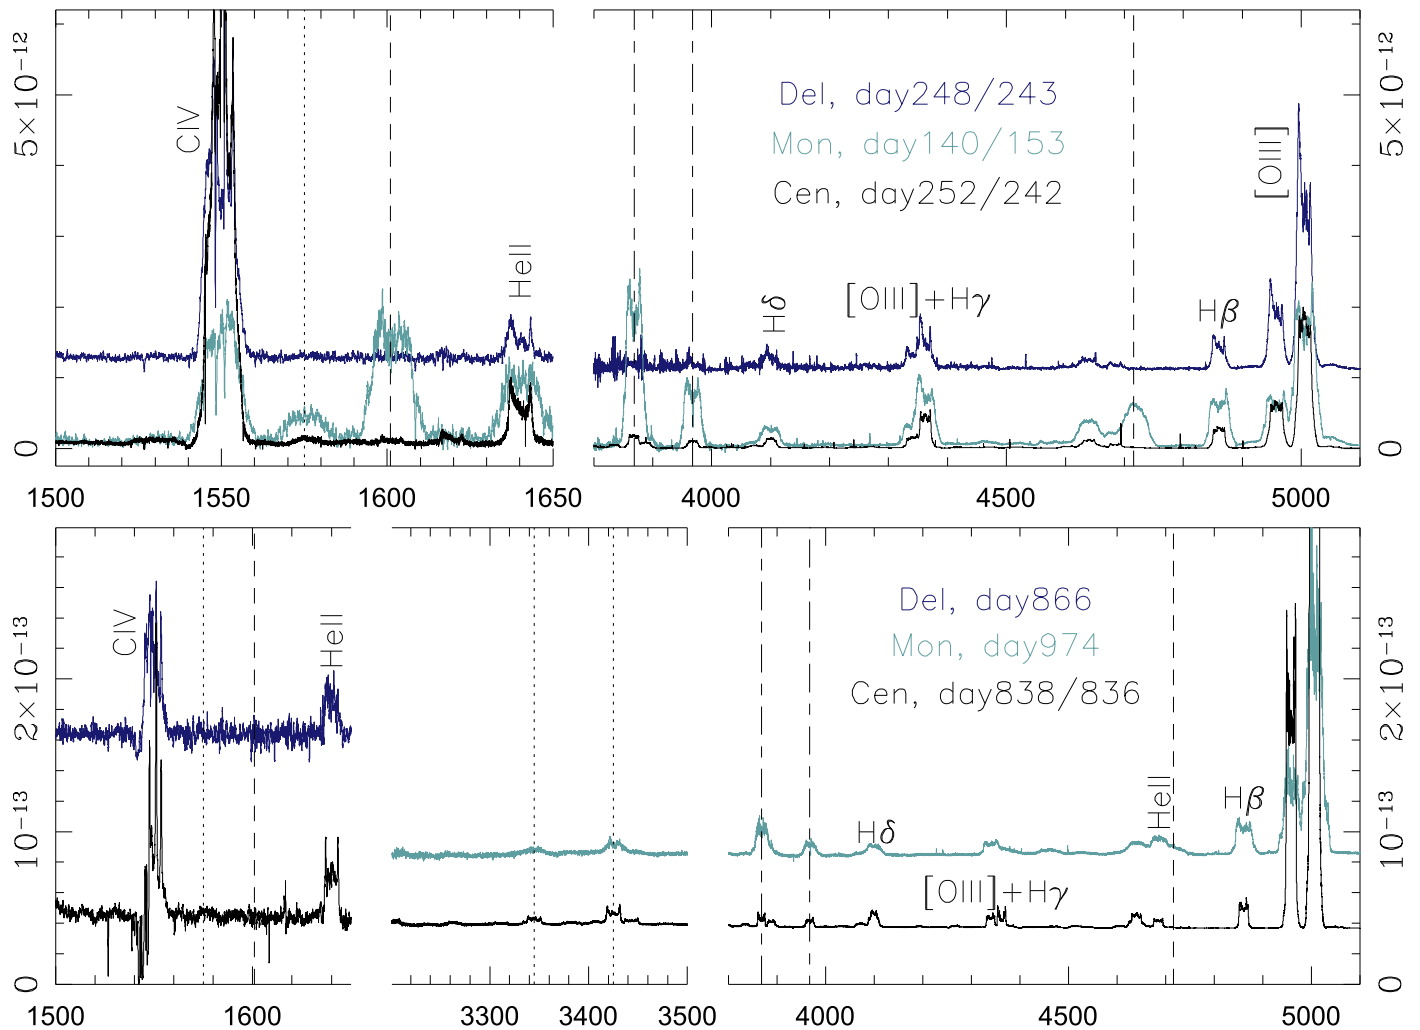 5×10⁻¹²
0
CIV
HeII
Del, day248/243
Mon, day140/153
Cen, day252/242
Hδ
[OIII]+Hγ
Hβ
[OIII]
5×10⁻¹²
0
1500 1550 1600 1650 4000 4500 5000
2×10⁻¹³
10⁻¹³
0
CIV
HeII
Del, day866
Mon, day974
Cen, day838/836
Hδ
[OIII]+Hγ
HeII
Hβ
2×10⁻¹³
10⁻¹³
0
1500 1600 3300 3400 3500 4000 4500 5000